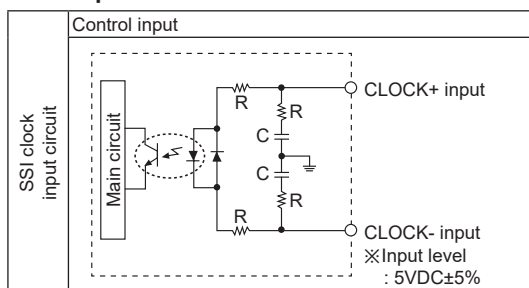 Control input
SSI clock
input circuit
Main circuit
R
CLOCK+ input
R
C
C
R
R
CLOCK- input
※Input level
: 5VDC±5%